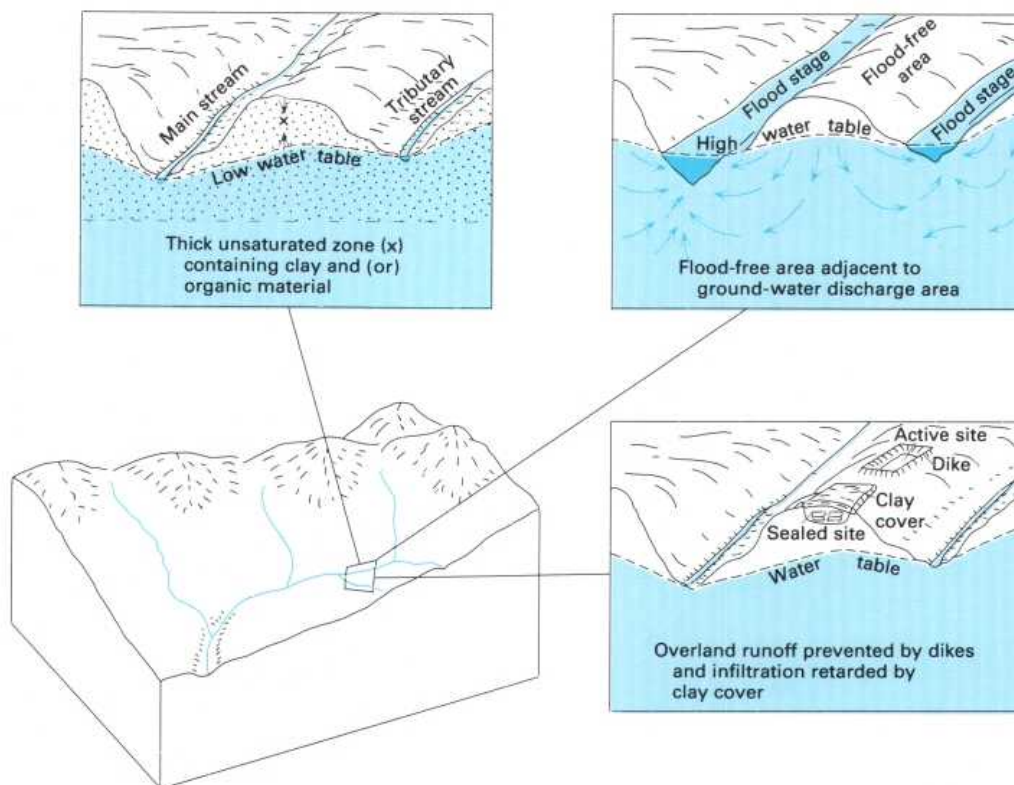 Main stream
Tributary
stream
x
Low water table
Thick unsaturated zone (x)
containing clay and (or)
organic material
Flood stage
Flood-free
area
Flood stage
High water table
Flood-free area adjacent to
ground-water discharge area
Active site
Dike
Clay
cover
Sealed site
Water table
Overland runoff prevented by dikes
and infiltration retarded by
clay cover